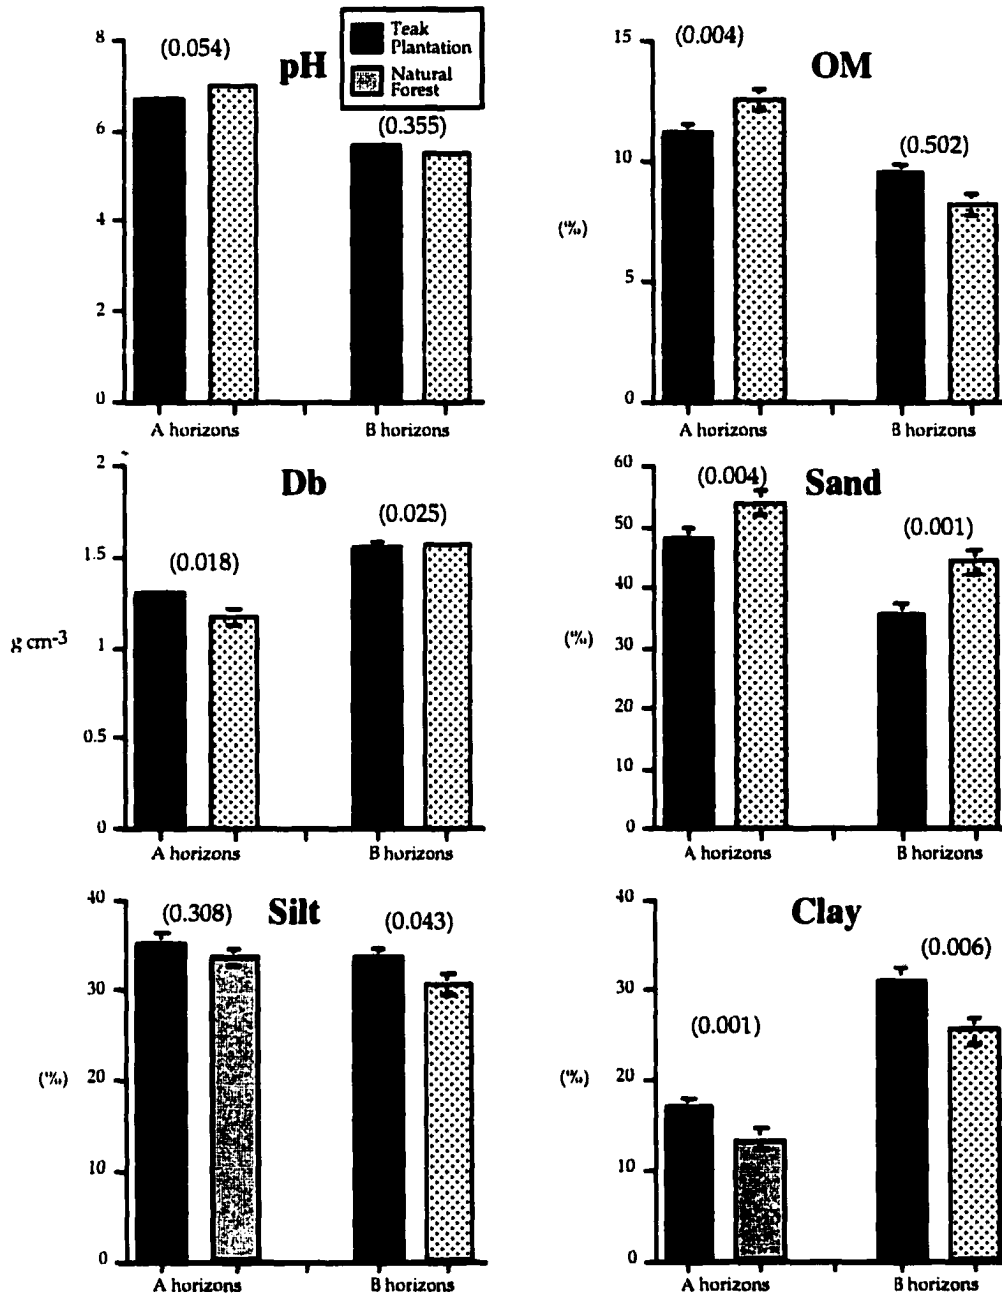 pH
Teak
Plantation
Natural
Forest
8
6
4
2
0
(0.054)
(0.355)
A horizons
B horizons
OM
(%)
15
10
5
0
(0.004)
(0.502)
A horizons
B horizons
Db
g cm-3
2
1.5
1
0.5
0
(0.018)
(0.025)
A horizons
B horizons
Sand
(%)
60
50
40
30
20
10
0
(0.004)
(0.001)
A horizons
B horizons
Silt
(%)
40
30
20
10
0
(0.308)
(0.043)
A horizons
B horizons
Clay
(%)
40
30
20
10
0
(0.001)
(0.006)
A horizons
B horizons